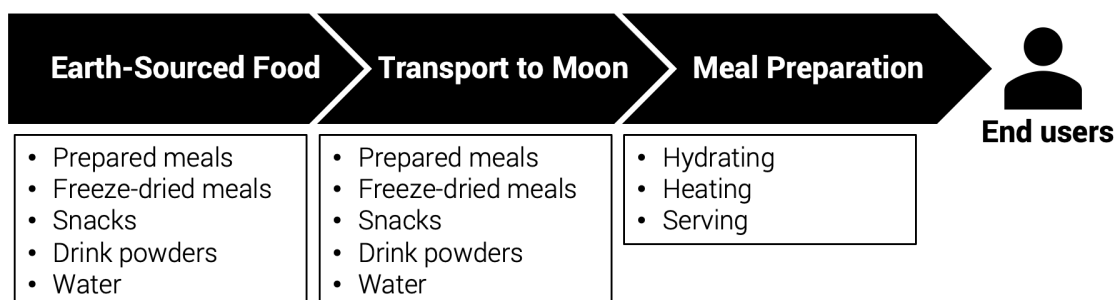 Earth-Sourced Food
Transport to Moon
Meal Preparation
End users
• Prepared meals
• Freeze-dried meals
• Snacks
• Drink powders
• Water
• Prepared meals
• Freeze-dried meals
• Snacks
• Drink powders
• Water
• Hydrating
• Heating
• Serving